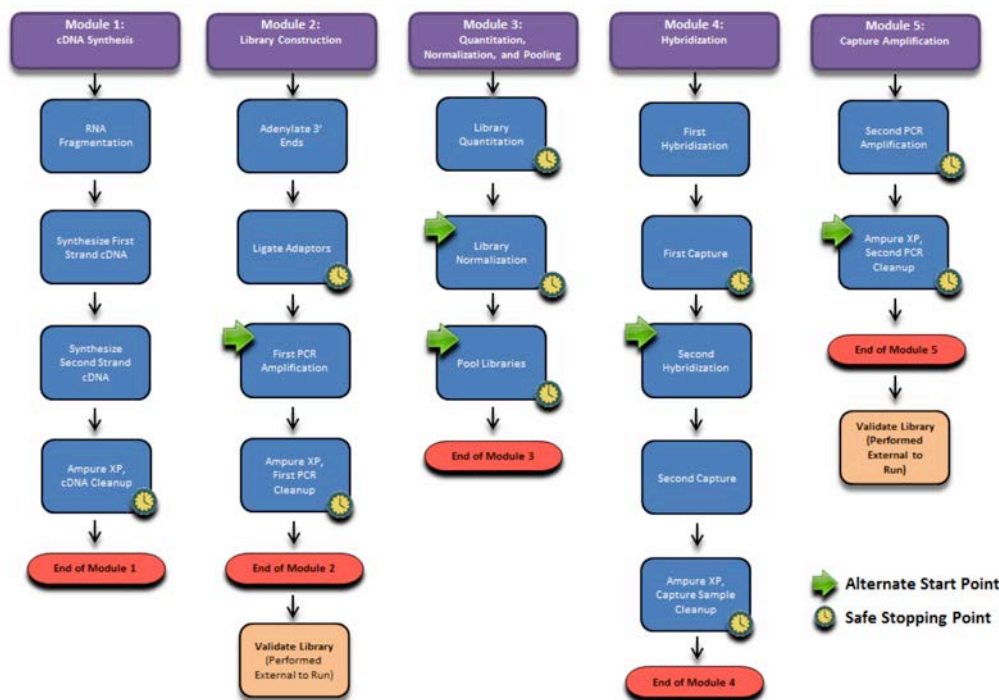 Module 1:
cDNA Synthesis
RNA
Fragmentation
Synthesize First
Strand cDNA
Synthesize
Second Strand
cDNA
Ampure XP,
cDNA Cleanup
End of Module 1
Module 2:
Library Construction
Adenylate 3'
Ends
Ligate Adaptors
First PCR
Amplification
Ampure XP,
First PCR
Cleanup
End of Module 2
Validate Library
(Performed
External to Run)
Module 3:
Quantitation,
Normalization, and Pooling
Library
Quantitation
Library
Normalization
Pool Libraries
End of Module 3
Module 4:
Hybridization
First
Hybridization
First Capture
Second
Hybridization
Second Capture
Ampure XP,
Capture Sample
Cleanup
End of Module 4
Module 5:
Capture Amplification
Second PCR
Amplification
Ampure XP,
Second PCR
Cleanup
End of Module 5
Validate Library
(Performed
External to
Run)
Alternate Start Point
Safe Stopping Point